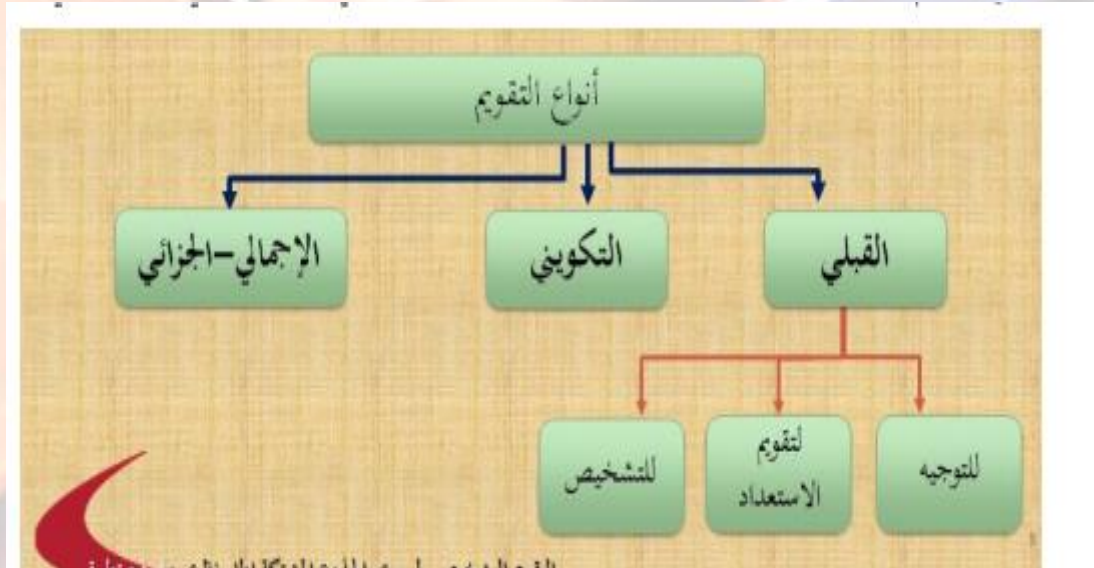 أنواع التقويم
القبلي
التكويني
الإجمالي-الجزائي
للتوجيه
لتقويم
الاستعداد
للتشخيص